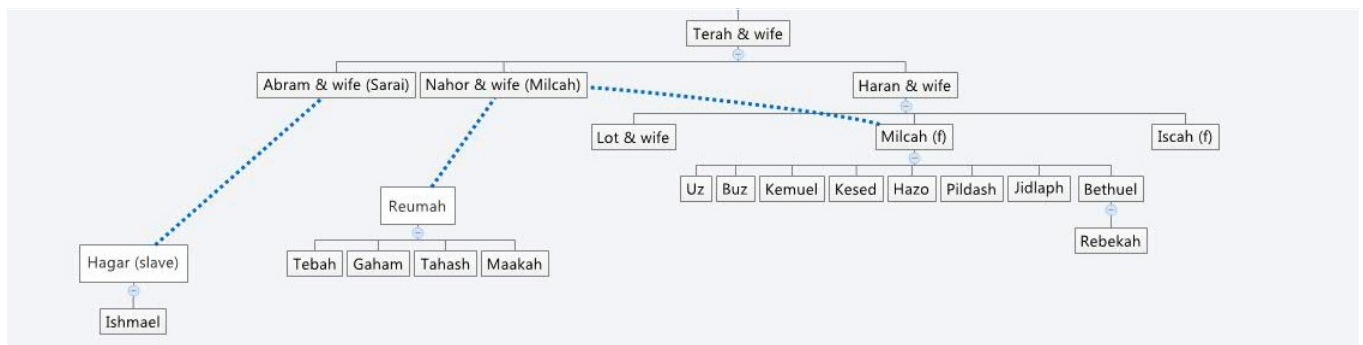 Terah & wife
Abram & wife (Sarai)
Nahor & wife (Milcah)
Haran & wife
Lot & wife
Milcah (f)
Iscah (f)
Uz
Buz
Kemuel
Kesed
Hazo
Pildash
Jidlaph
Bethuel
Reumah
Rebekah
Hagar (slave)
Tebah
Gaham
Tahash
Maakah
Ishmael